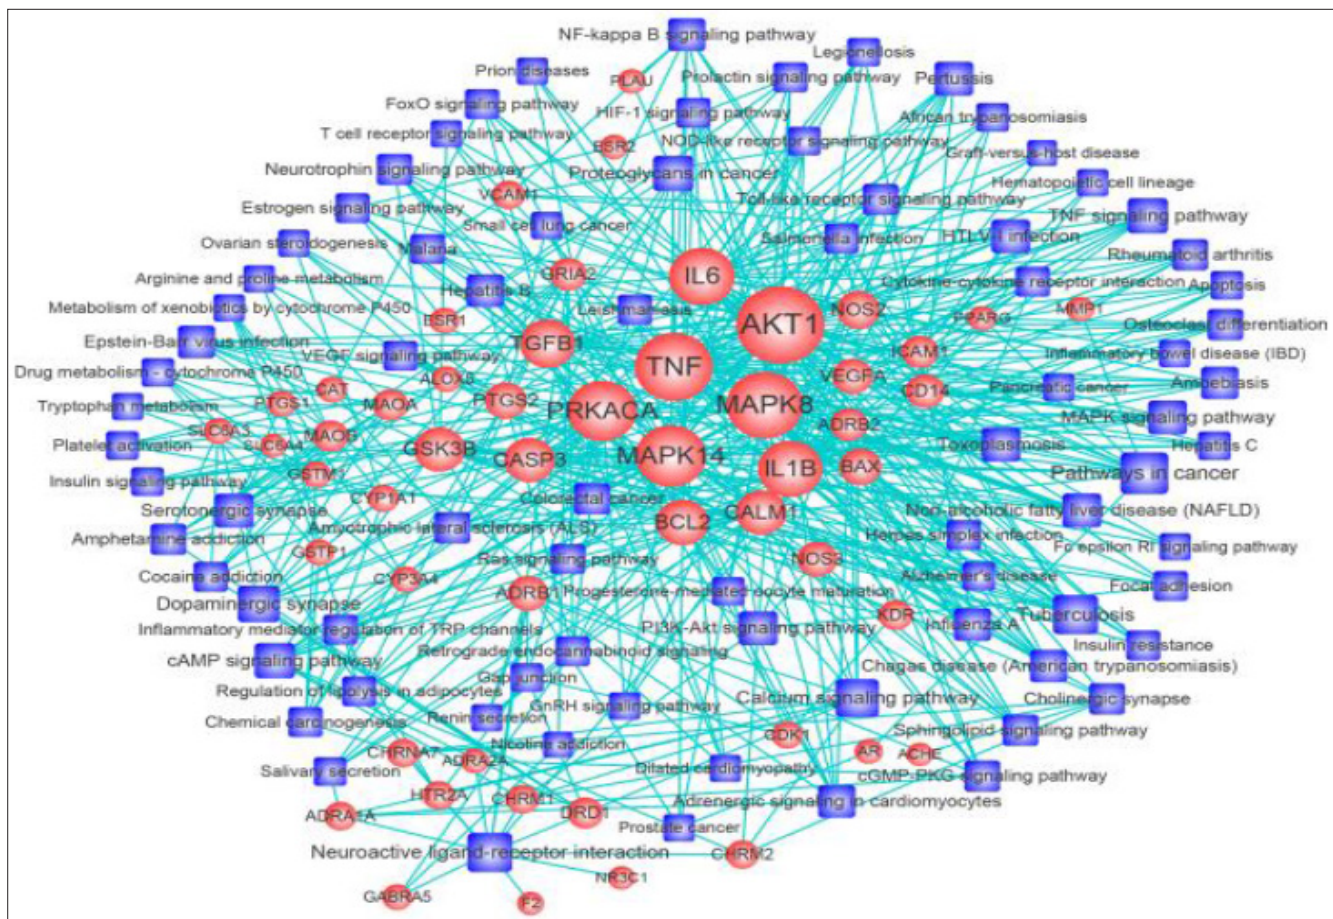 NF-kappa B signaling pathway
Legionellosis
Prion diseases
PLAU
Prolactin signaling pathway
Pertussis
FoxO signaling pathway
HIF-1 signaling pathway
African trypanosomiasis
T cell receptor signaling pathway
ESR2
NOD-like receptor signaling pathway
Graft-versus-host disease
Neurotrophin signaling pathway
Proteoglycans in cancer
Hematopoietic cell lineage
VCAM1
Toll-like receptor signaling pathway
Estrogen signaling pathway
TNF signaling pathway
Small cell lung cancer
Salmonella infection
HTLV-I infection
Ovarian steroidogenesis
Malaria
Rheumatoid arthritis
Arginine and proline metabolism
GRIA2
IL6
Cytokine-cytokine receptor interaction
Apoptosis
Hepatitis B
Metabolism of xenobiotics by cytochrome P450
Leishmaniasis
NOS2
PPARG
MMP1
ESR1
AKT1
Osteoclast differentiation
Epstein-Barr virus infection
TGFB1
VEGF signaling pathway
ICAM1
Inflammatory bowel disease (IBD)
Drug metabolism - cytochrome P450
TNF
VEGFA
ALOX5
CAT
CD14
Pancreatic cancer
Amoebiasis
Tryptophan metabolism
PTGS1
MAOA
PTGS2
PRKACA
MAPK8
MAPK signaling pathway
ADRB2
SLC6A3
MAOB
Platelet activation
SLC6A4
GSK3B
Toxoplasmosis
Hepatitis C
CASP3
MAPK14
IL1B
BAX
Pathways in cancer
GSTM1
Insulin signaling pathway
CYP1A1
Colorectal cancer
Serotonergic synapse
CALM1
Non-alcoholic fatty liver disease (NAFLD)
Amyotrophic lateral sclerosis (ALS)
BCL2
Herpes simplex infection
Amphetamine addiction
GSTP1
Ras signaling pathway
NOS3
Fc epsilon RI signaling pathway
Cocaine addiction
CYP3A4
Alzheimer's disease
Focal adhesion
Dopaminergic synapse
ADRB1
Progesterone-mediated oocyte maturation
Tuberculosis
KDR
Influenza A
Inflammatory mediator regulation of TRP channels
PI3K-Akt signaling pathway
Insulin resistance
cAMP signaling pathway
Retrograde endocannabinoid signaling
Chagas disease (American trypanosomiasis)
Gap junction
Regulation of lipolysis in adipocytes
Calcium signaling pathway
Cholinergic synapse
GnRH signaling pathway
Chemical carcinogenesis
Renin secretion
Sphingolipid signaling pathway
CDK1
Nicotine addiction
CHRNA7
ADRA2A
AR
ACHE
Salivary secretion
Dilated cardiomyopathy
cGMP-PKG signaling pathway
HTR2A
CHRM1
Adrenergic signaling in cardiomyocytes
ADRA1A
DRD1
Prostate cancer
Neuroactive ligand-receptor interaction
CHRM2
NR3C1
GABRA5
F2